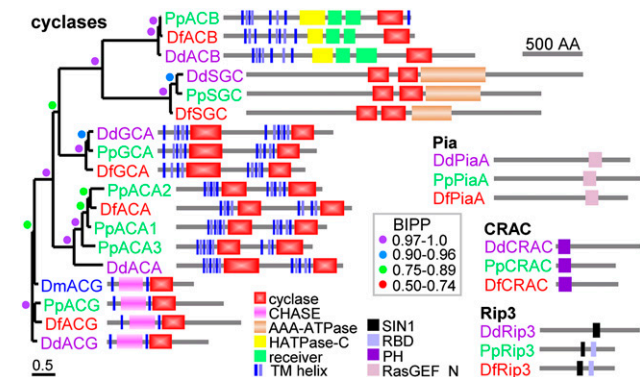 cyclases
PpACB
DfACB
DdACB
500 AA
DdSGC
PpSGC
DfSGC
DdGCA
PpGCA
DfGCA
PpACA2
DfACA
PpACA1
PpACA3
DdACA
DmACG
PpACG
DfACG
DdACG
0.5
Pia
DdPiaA
PpPiaA
DfPiaA
BIPP
0.97-1.0
0.90-0.96
0.75-0.89
0.50-0.74
CRAC
DdCRAC
PpCRAC
DfCRAC
cyclase
CHASE
AAA-ATPase
HATPase-C
receiver
TM helix
SIN1
RBD
PH
RasGEF_N
Rip3
DdRip3
PpRip3
DfRip3